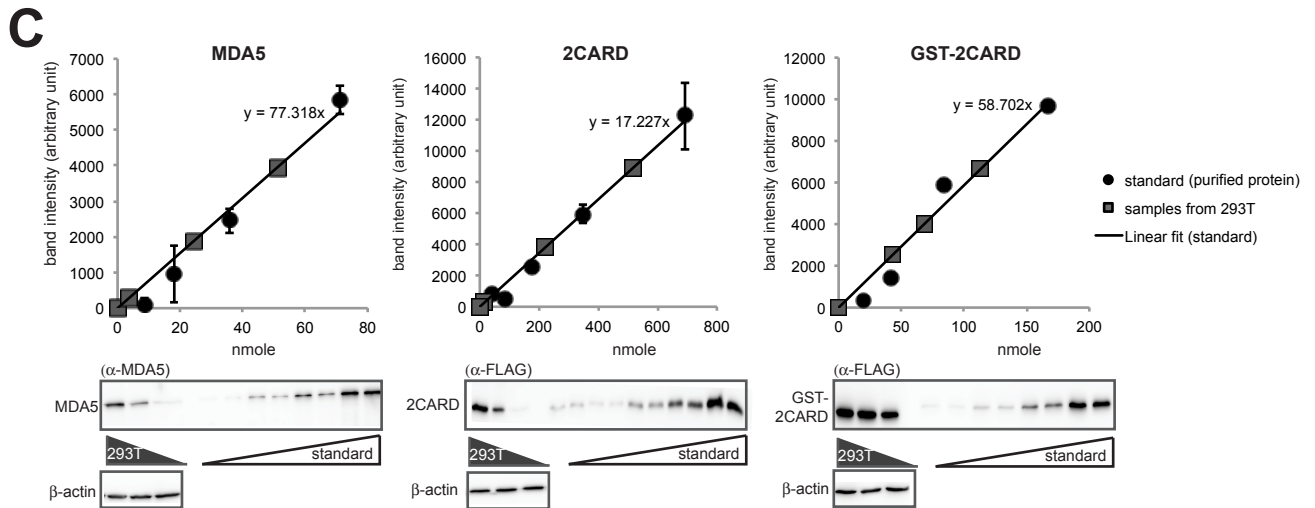 C
MDA5
band intensity (arbitrary unit)
7000
6000
5000
4000
3000
2000
1000
0
y = 77.318x
0 20 40 60 80
nmole
2CARD
band intensity (arbitrary unit)
16000
14000
12000
10000
8000
6000
4000
2000
0
y = 17.227x
0 200 400 600 800
nmole
GST-2CARD
band intensity (arbitrary unit)
10000
8000
6000
4000
2000
0
y = 58.702x
0 50 100 150 200
nmole
standard (purified protein)
samples from 293T
Linear fit (standard)
(α-MDA5)
MDA5
293T
standard
β-actin
(α-FLAG)
2CARD
293T
standard
β-actin
(α-FLAG)
GST-
2CARD
293T
standard
β-actin